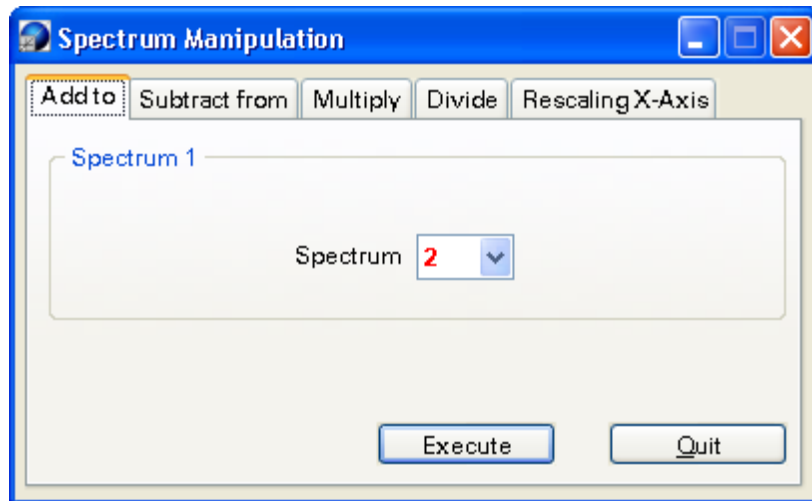 Spectrum Manipulation
Add to Subtract from Multiply Divide Rescaling X-Axis
Spectrum 1
Spectrum 2
Execute Quit